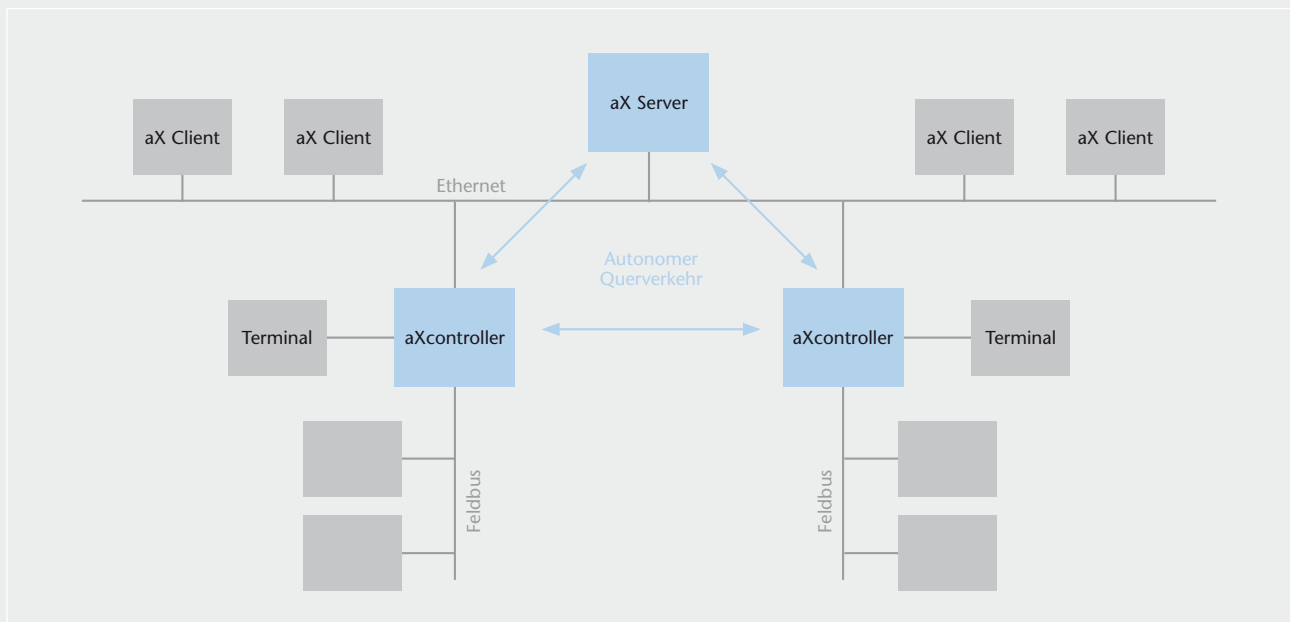 aX Server
aX Client
aX Client
aX Client
aX Client
Ethernet
Autonomer
Querverkehr
Terminal
aXcontroller
aXcontroller
Terminal
Feldbus
Feldbus